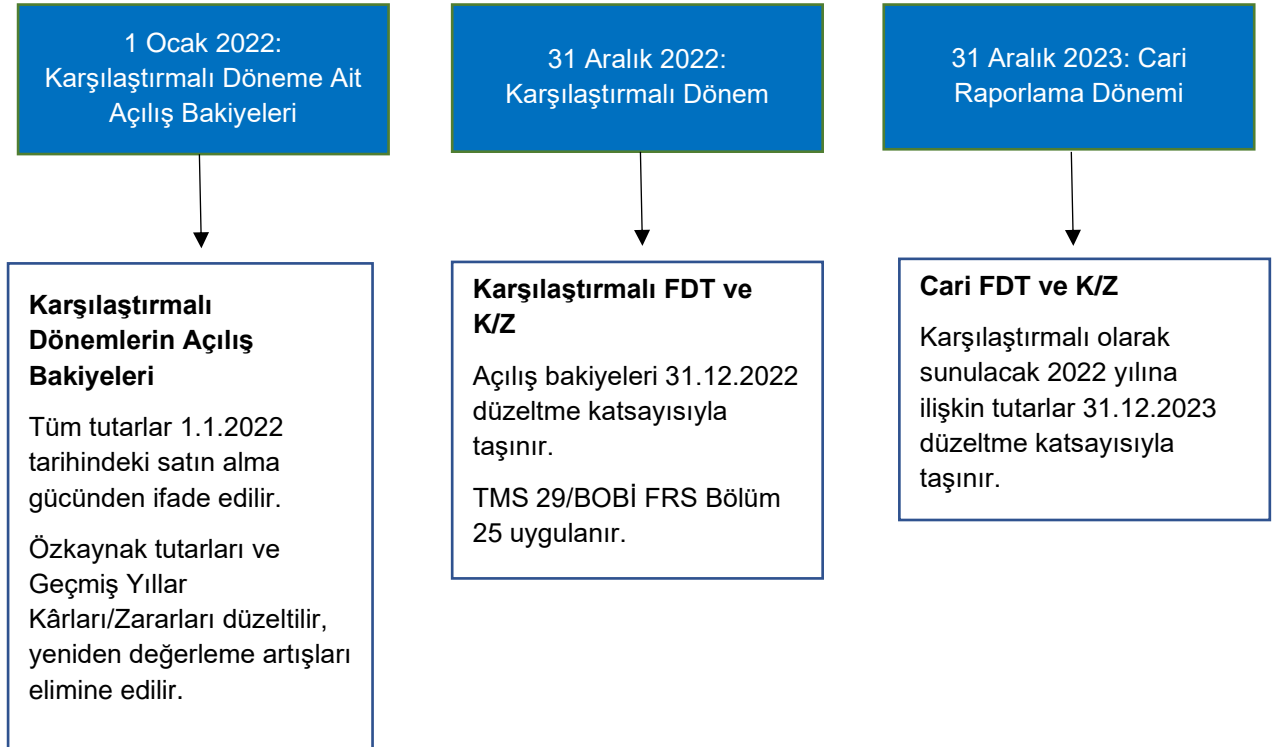 1 Ocak 2022:
Karşılaştırmalı Döneme Ait
Açılış Bakiyeleri
31 Aralık 2022:
Karşılaştırmalı Dönem
31 Aralık 2023: Cari
Raporlama Dönemi
Karşılaştırmalı
Dönemlerin Açılış
Bakiyeleri
Tüm tutarlar 1.1.2022
tarihindeki satın alma
gücünden ifade edilir.
Özkaynak tutarları ve
Geçmiş Yıllar
Kârları/Zararları düzeltilir,
yeniden değerleme artışları
elimine edilir.
Karşılaştırmalı FDT ve
K/Z
Açılış bakiyeleri 31.12.2022
düzeltme katsayısıyla
taşınır.
TMS 29/BOBİ FRS Bölüm
25 uygulanır.
Cari FDT ve K/Z
Karşılaştırmalı olarak
sunulacak 2022 yılına
ilişkin tutarlar 31.12.2023
düzeltme katsayısıyla
taşınır.